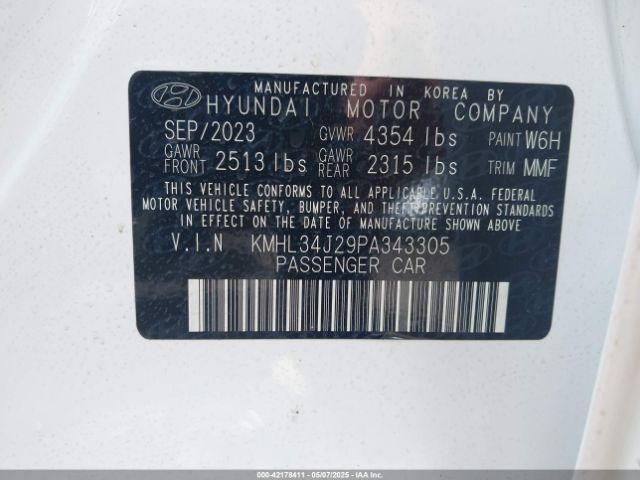 MANUFACTURED IN KOREA BY
HYUNDAI MOTOR COMPANY
SEP/2023 GVWR 4354 lbs PAINT W6H
GAWR FRONT 2513 lbs GAWR REAR 2315 lbs TRIM MMF
THIS VEHICLE CONFORMS TO ALL APPLICABLE U.S.A. FEDERAL
MOTOR VEHICLE SAFETY, BUMPER, AND THEFT PREVENTION
STANDARDS IN EFFECT ON THE DATE OF MANUFACTURE
SHOWN ABOVE.
V.I.N KMHL34J29PA343305
PASSENGER CAR
000-42178411 - 05/07/2025 - IAA Inc.